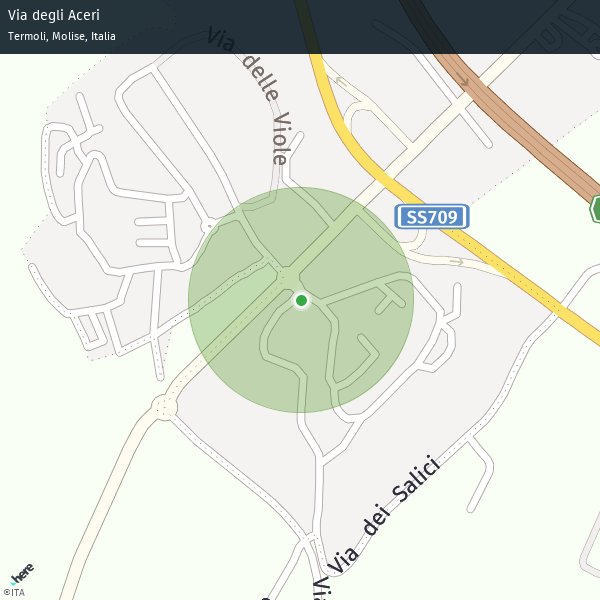 Via degli Aceri
Termoli, Molise, Italia
Via delle Viole
SS709
Via dei Salici
here
©ITA